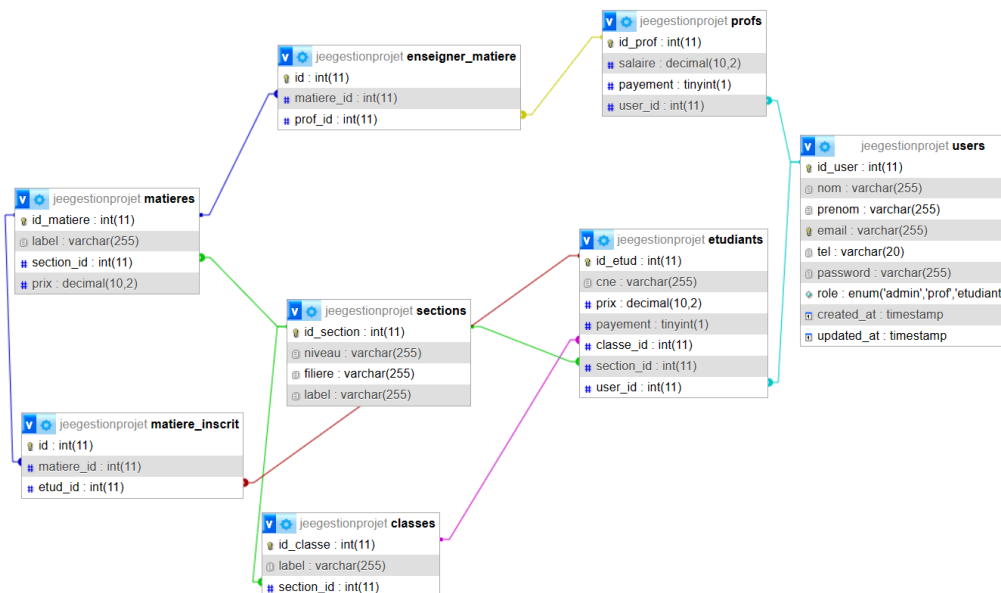 jeegestionprojet profs
id_prof : int(11)
salaire : decimal(10,2)
payement : tinyint(1)
user_id : int(11)
jeegestionprojet enseigner_matiere
id : int(11)
matiere_id : int(11)
prof_id : int(11)
jeegestionprojet users
id_user : int(11)
nom : varchar(255)
prenom : varchar(255)
email : varchar(255)
tel : varchar(20)
password : varchar(255)
role : enum('admin','prof','etudiant
created_at : timestamp
updated_at : timestamp
jeegestionprojet matieres
id_matiere : int(11)
label : varchar(255)
section_id : int(11)
prix : decimal(10,2)
jeegestionprojet etudiants
id_etud : int(11)
cne : varchar(255)
prix : decimal(10,2)
payement : tinyint(1)
classe_id : int(11)
section_id : int(11)
user_id : int(11)
jeegestionprojet sections
id_section : int(11)
niveau : varchar(255)
filiere : varchar(255)
label : varchar(255)
jeegestionprojet matiere_inscrit
id : int(11)
matiere_id : int(11)
etud_id : int(11)
jeegestionprojet classes
id_classe : int(11)
label : varchar(255)
section_id : int(11)